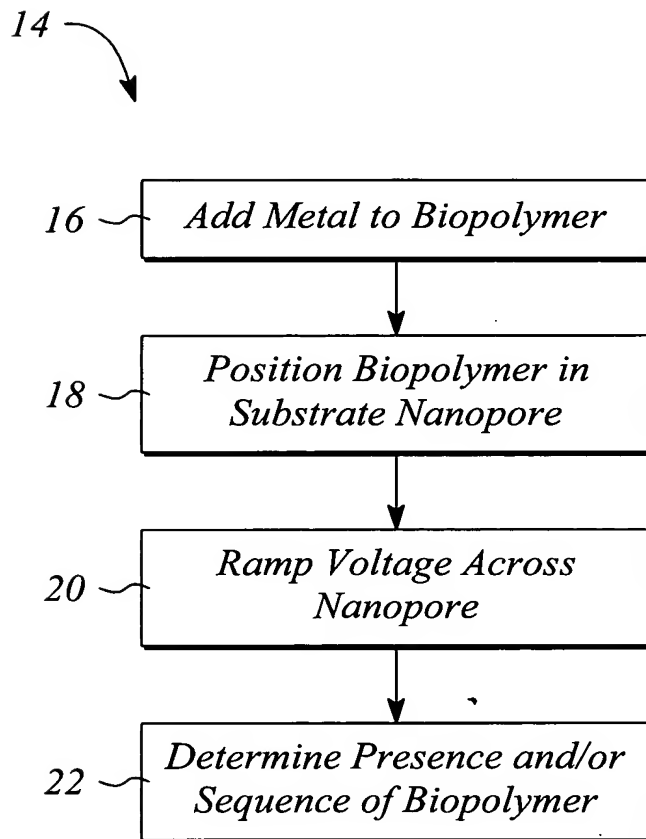 14
16
Add Metal to Biopolymer
18
Position Biopolymer in
Substrate Nanopore
20
Ramp Voltage Across
Nanopore
22
Determine Presence and/or
Sequence of Biopolymer